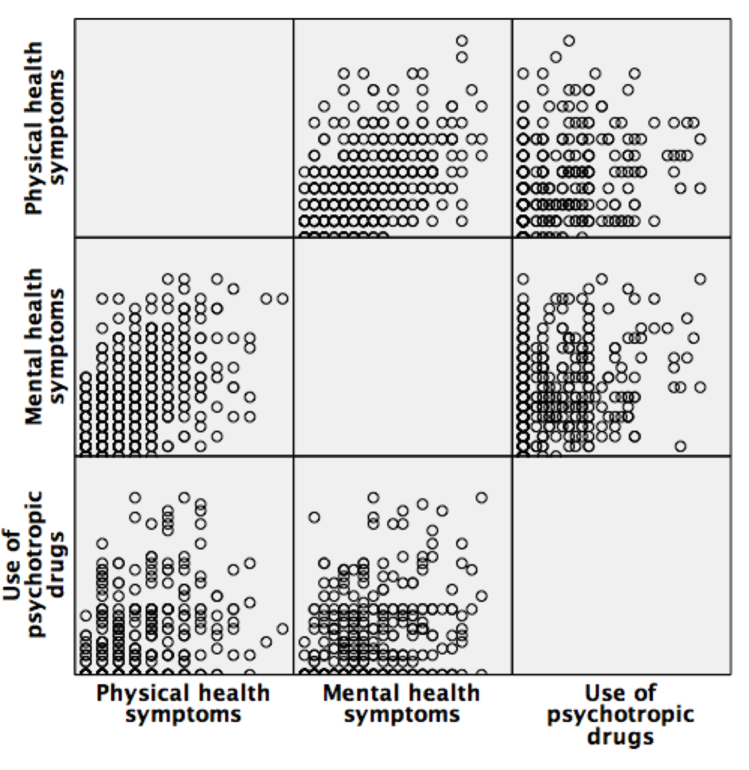 Physical health
symptoms
Mental health
symptoms
Use of
psychotropic
drugs
Physical health
symptoms
Mental health
symptoms
Use of
psychotropic
drugs